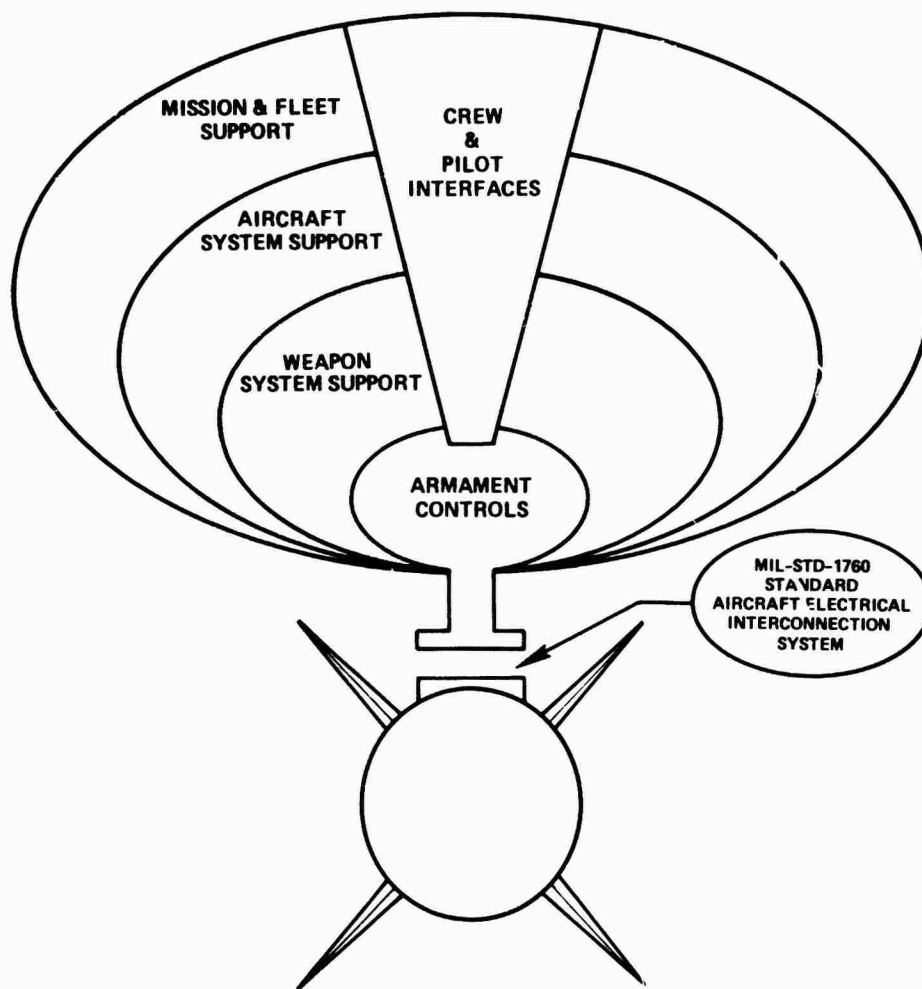 MISSION & FLEET
SUPPORT
CREW
&
PILOT
INTERFACES
AIRCRAFT
SYSTEM SUPPORT
WEAPON
SYSTEM SUPPORT
ARMAMENT
CONTROLS
MIL-STD-1760
STANDARD
AIRCRAFT ELECTRICAL
INTERCONNECTION
SYSTEM